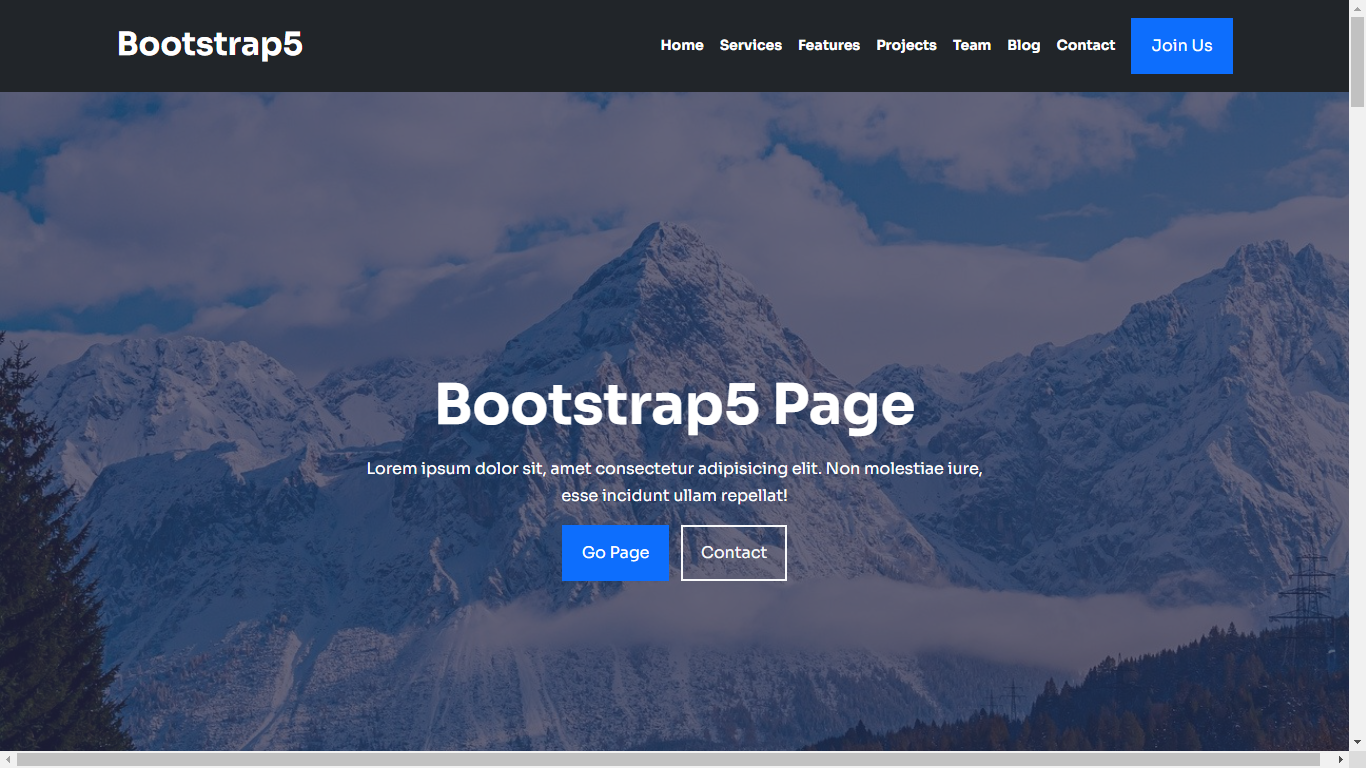 Bootstrap5
Home Services Features Projects Team Blog Contact Join Us
Bootstrap5 Page
Lorem ipsum dolor sit, amet consectetur adipisicing elit. Non molestiae iure,
esse incidunt ullam repellat!
Go Page Contact